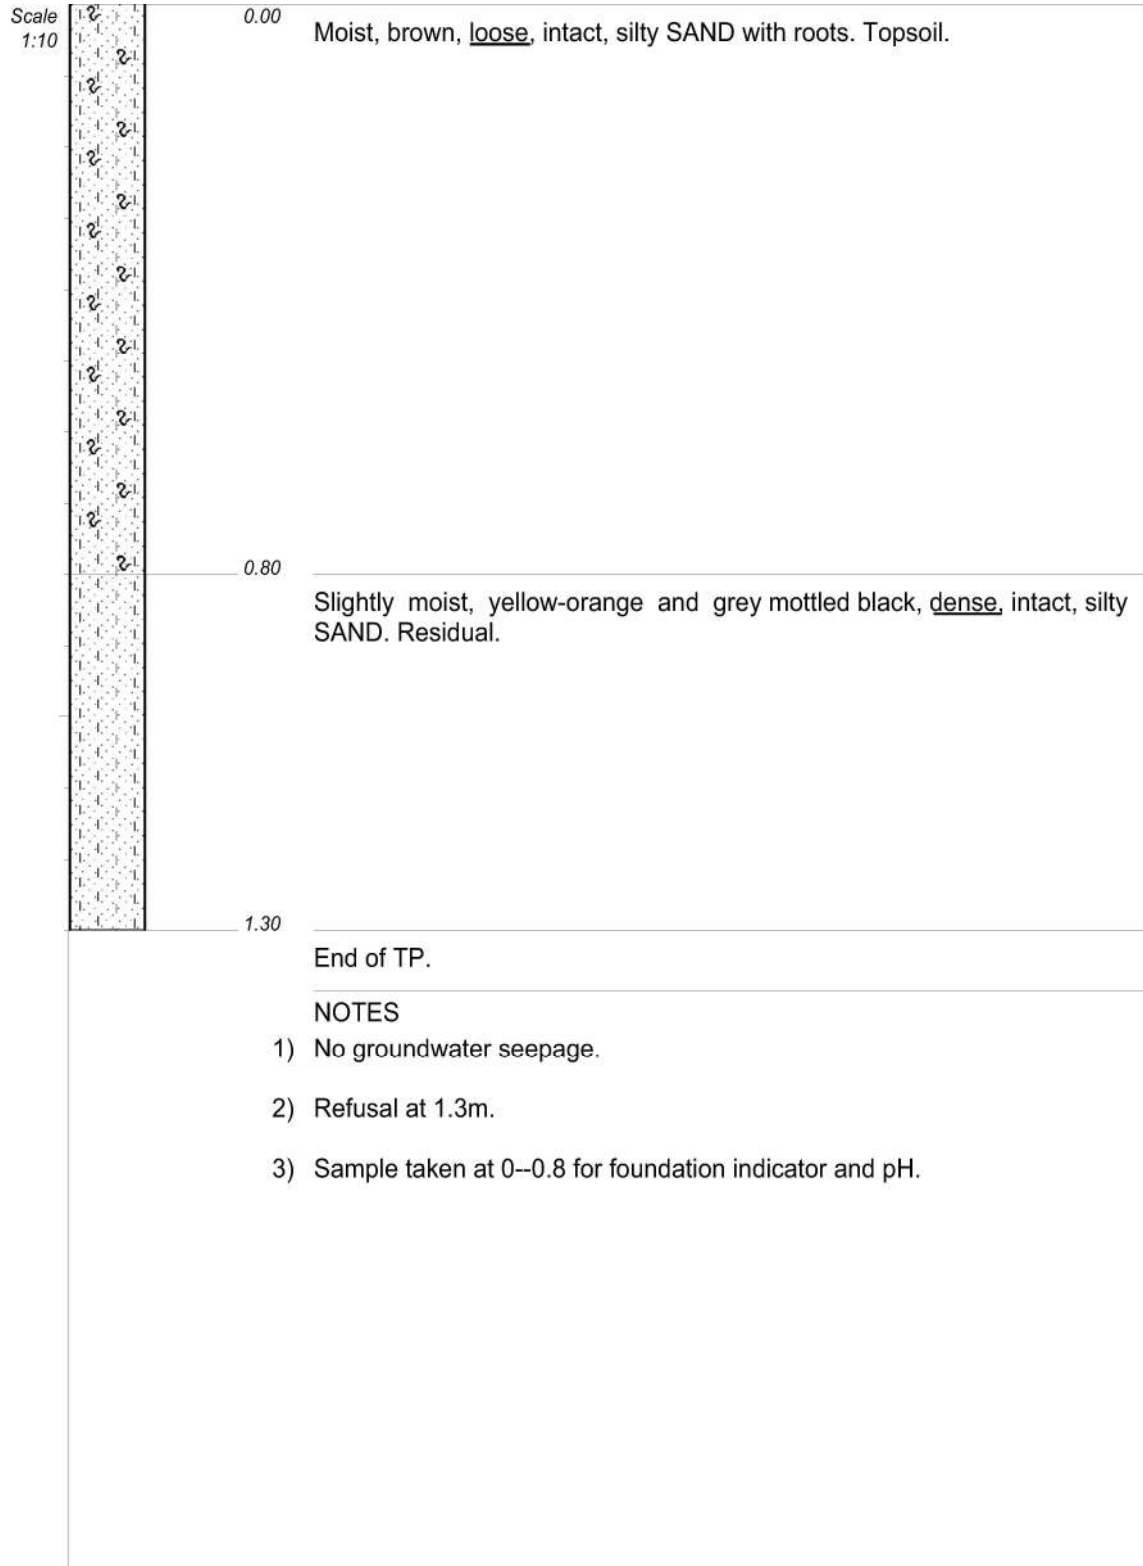 Scale
1:10
0.00
Moist, brown, loose, intact, silty SAND with roots. Topsoil.
0.80
Slightly moist, yellow-orange and grey mottled black, dense, intact, silty
SAND. Residual.
1.30
End of TP.
NOTES
1) No groundwater seepage.
2) Refusal at 1.3m.
3) Sample taken at 0--0.8 for foundation indicator and pH.